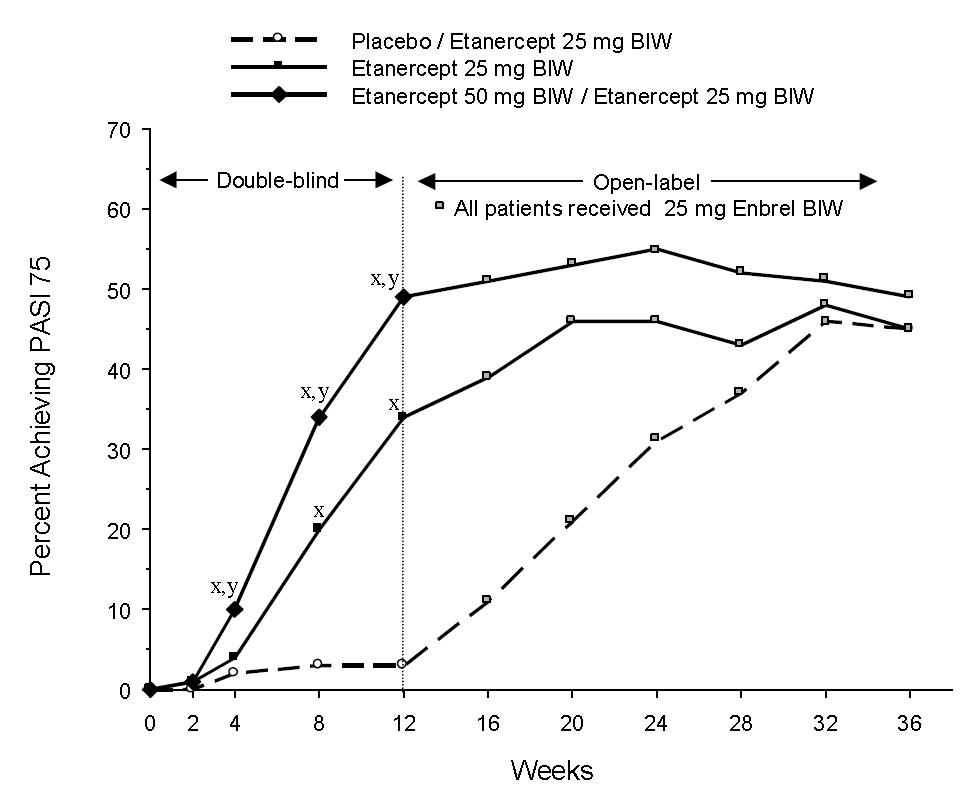 Placebo / Etanercept 25 mg BIW
Etanercept 25 mg BIW
Etanercept 50 mg BIW / Etanercept 25 mg BIW
70
60
50
40
30
20
10
0
Percent Achieving PASI 75
Double-blind
Open-label
All patients received 25 mg Enbrel BIW
x,y
x,y
x
x
x,y
0 2 4 8 12 16 20 24 28 32 36
Weeks